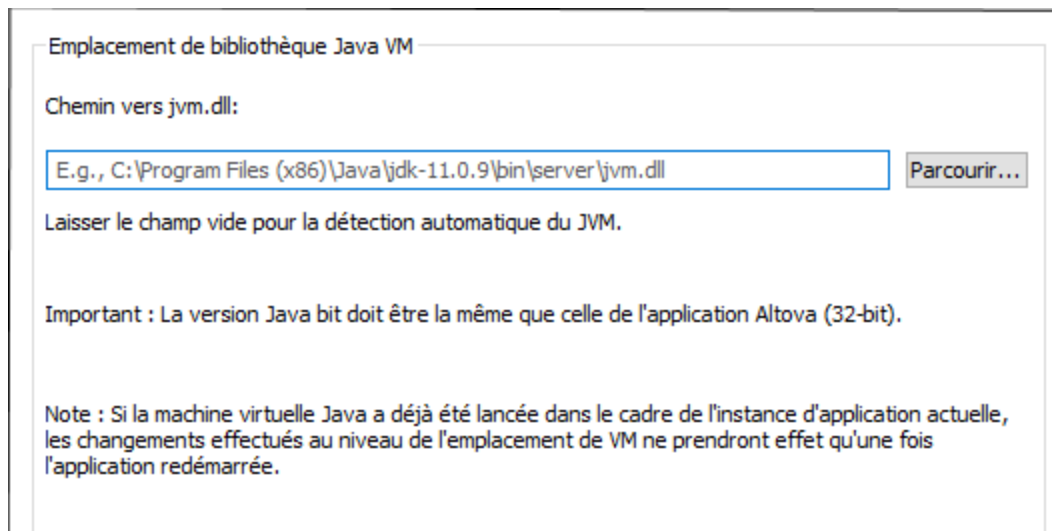 Emplacement de bibliothèque Java VM
Chemin vers jvm.dll:
E.g., C:\Program Files (x86)\Java\jdk-11.0.9\bin\server\jvm.dll
Parcourir...
Laisser le champ vide pour la détection automatique du JVM.
Important : La version Java bit doit être la même que celle de l'application Altova (32-bit).
Note : Si la machine virtuelle Java a déjà été lancée dans le cadre de l'instance d'application actuelle,
les changements effectués au niveau de l'emplacement de VM ne prendront effet qu'une fois
l'application redémarrée.